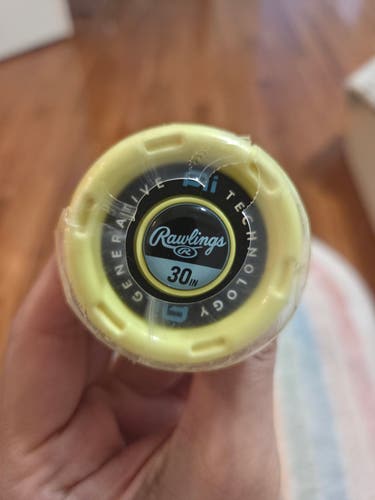 GENERATIVE TECHNOLOGY
Rawlings
R
30IN